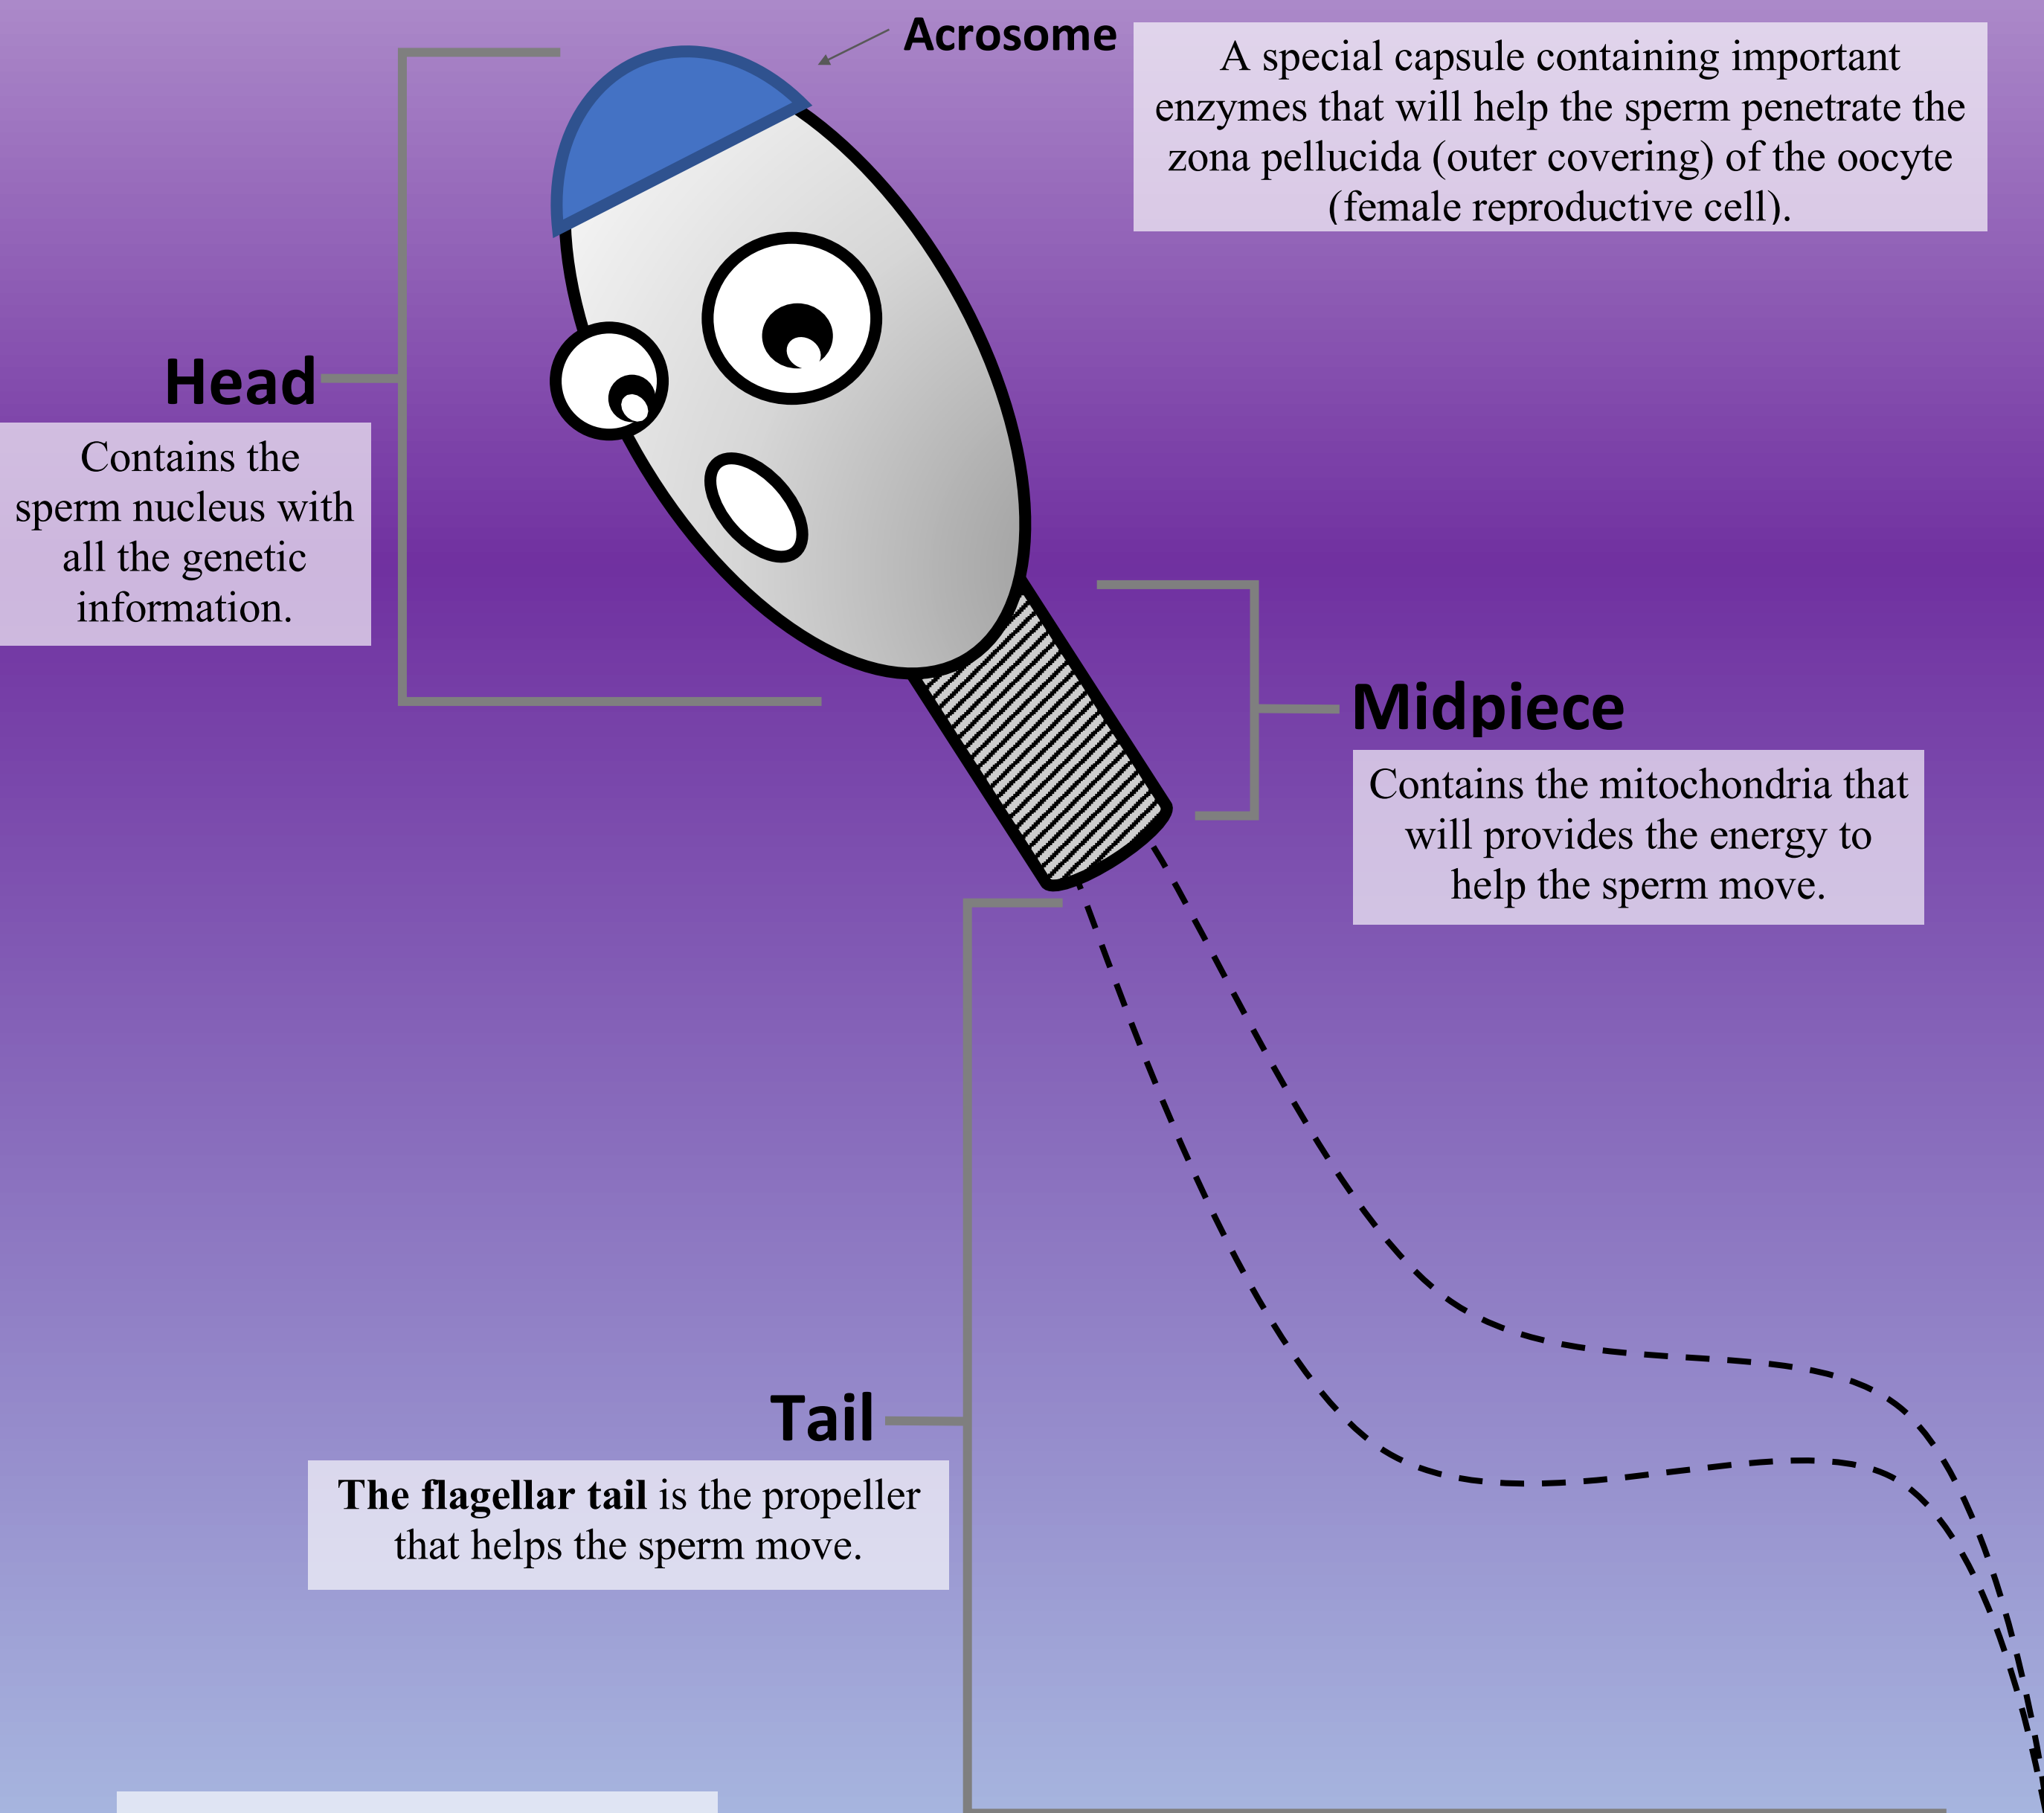 Acrosome
A special capsule containing important
enzymes that will help the sperm penetrate the
zona pellucida (outer covering) of the oocyte
(female reproductive cell).
Head
Contains the
sperm nucleus with
all the genetic
information.
Midpiece
Contains the mitochondria that
will provides the energy to
help the sperm move.
Tail
The flagellar tail is the propeller
that helps the sperm move.